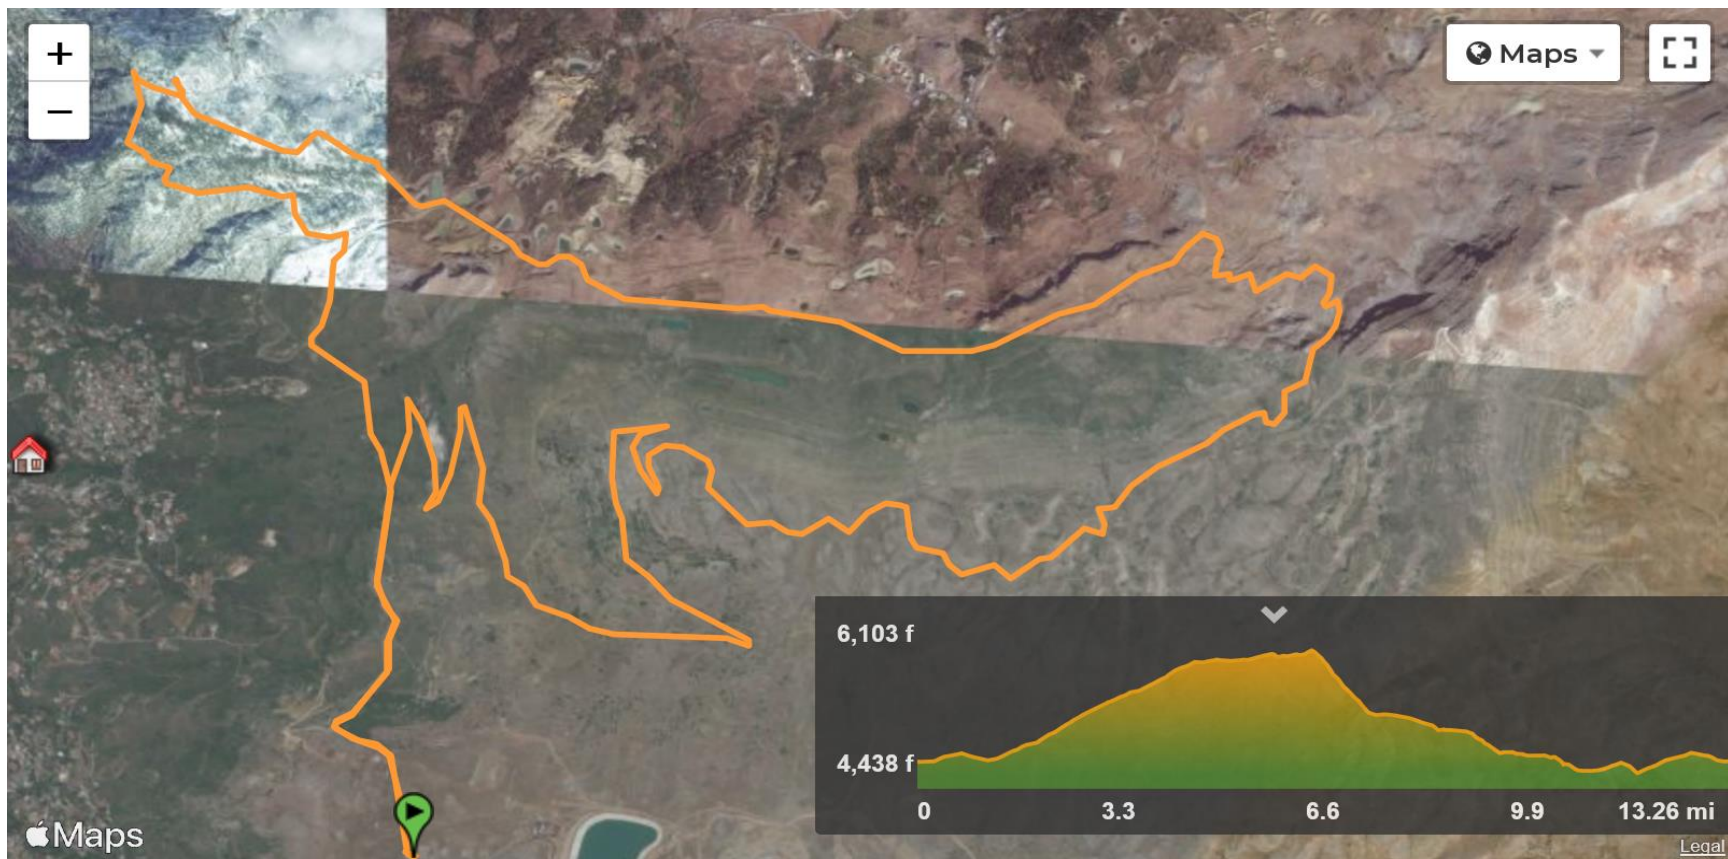 +
Maps
−
6,103 f
4,438 f
0 3.3 6.6 9.9 13.26 mi
Maps
Legal